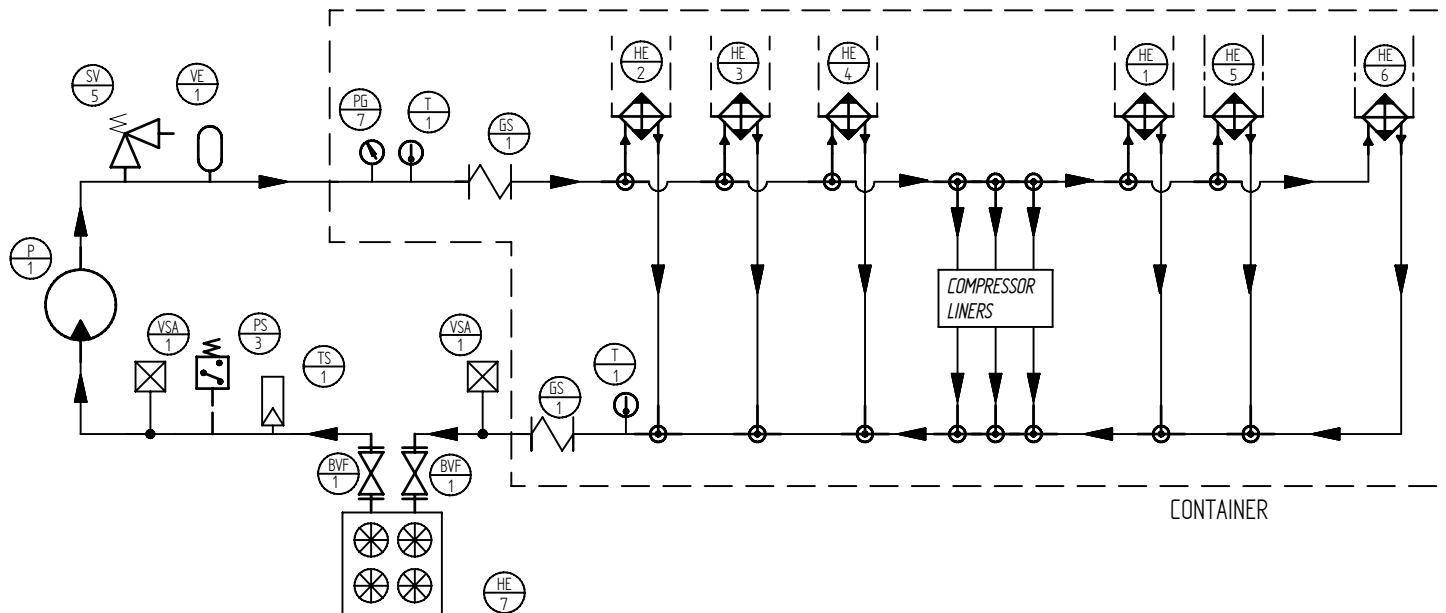 SV
5
VE
1
PG
7
T
1
GS
1
HE
2
HE
3
HE
4
HE
1
HE
5
HE
6
P
1
VSA
1
PS
3
TS
1
VSA
1
GS
1
T
1
COMPRESSOR
LINERS
BVF
1
BVF
1
CONTAINER
HE
7